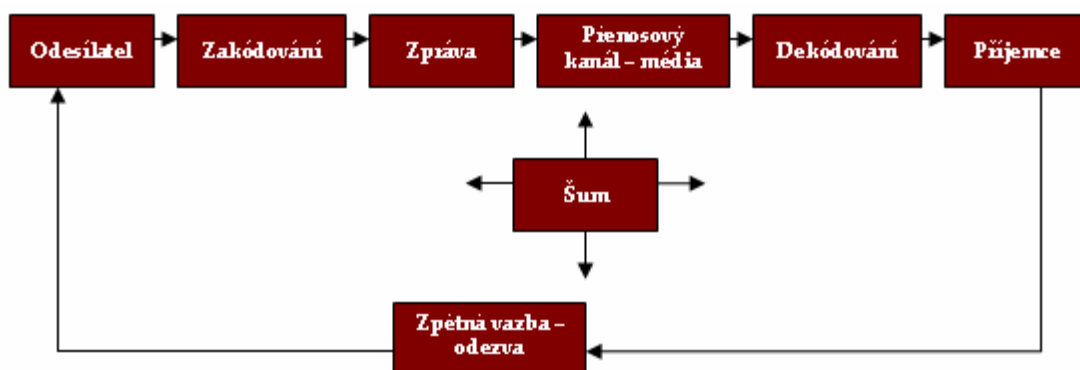 Odesílatel
Zakódování
Zpráva
Přenosový
kanál – média
Dekódování
Příjemce
Šum
Zpětná vazba –
odezva